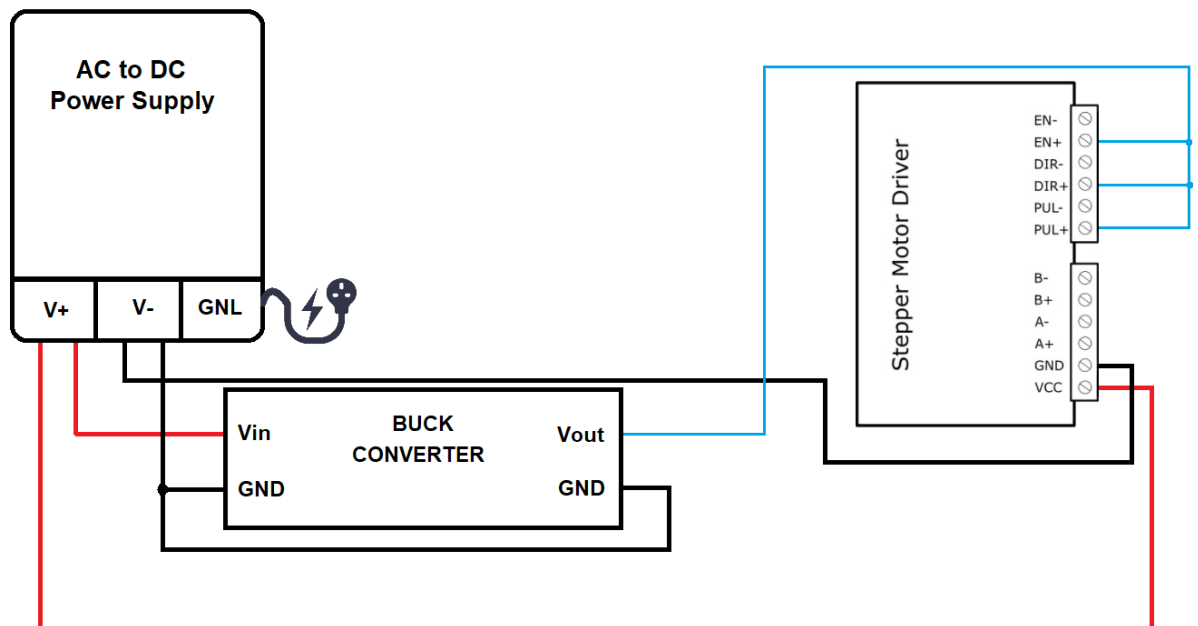 AC to DC
Power Supply
V+
V-
GNL
BUCK
CONVERTER
Vin
GND
Vout
GND
Stepper Motor Driver
EN-
EN+
DIR-
DIR+
PUL-
PUL+
B-
B+
A-
A+
GND
VCC